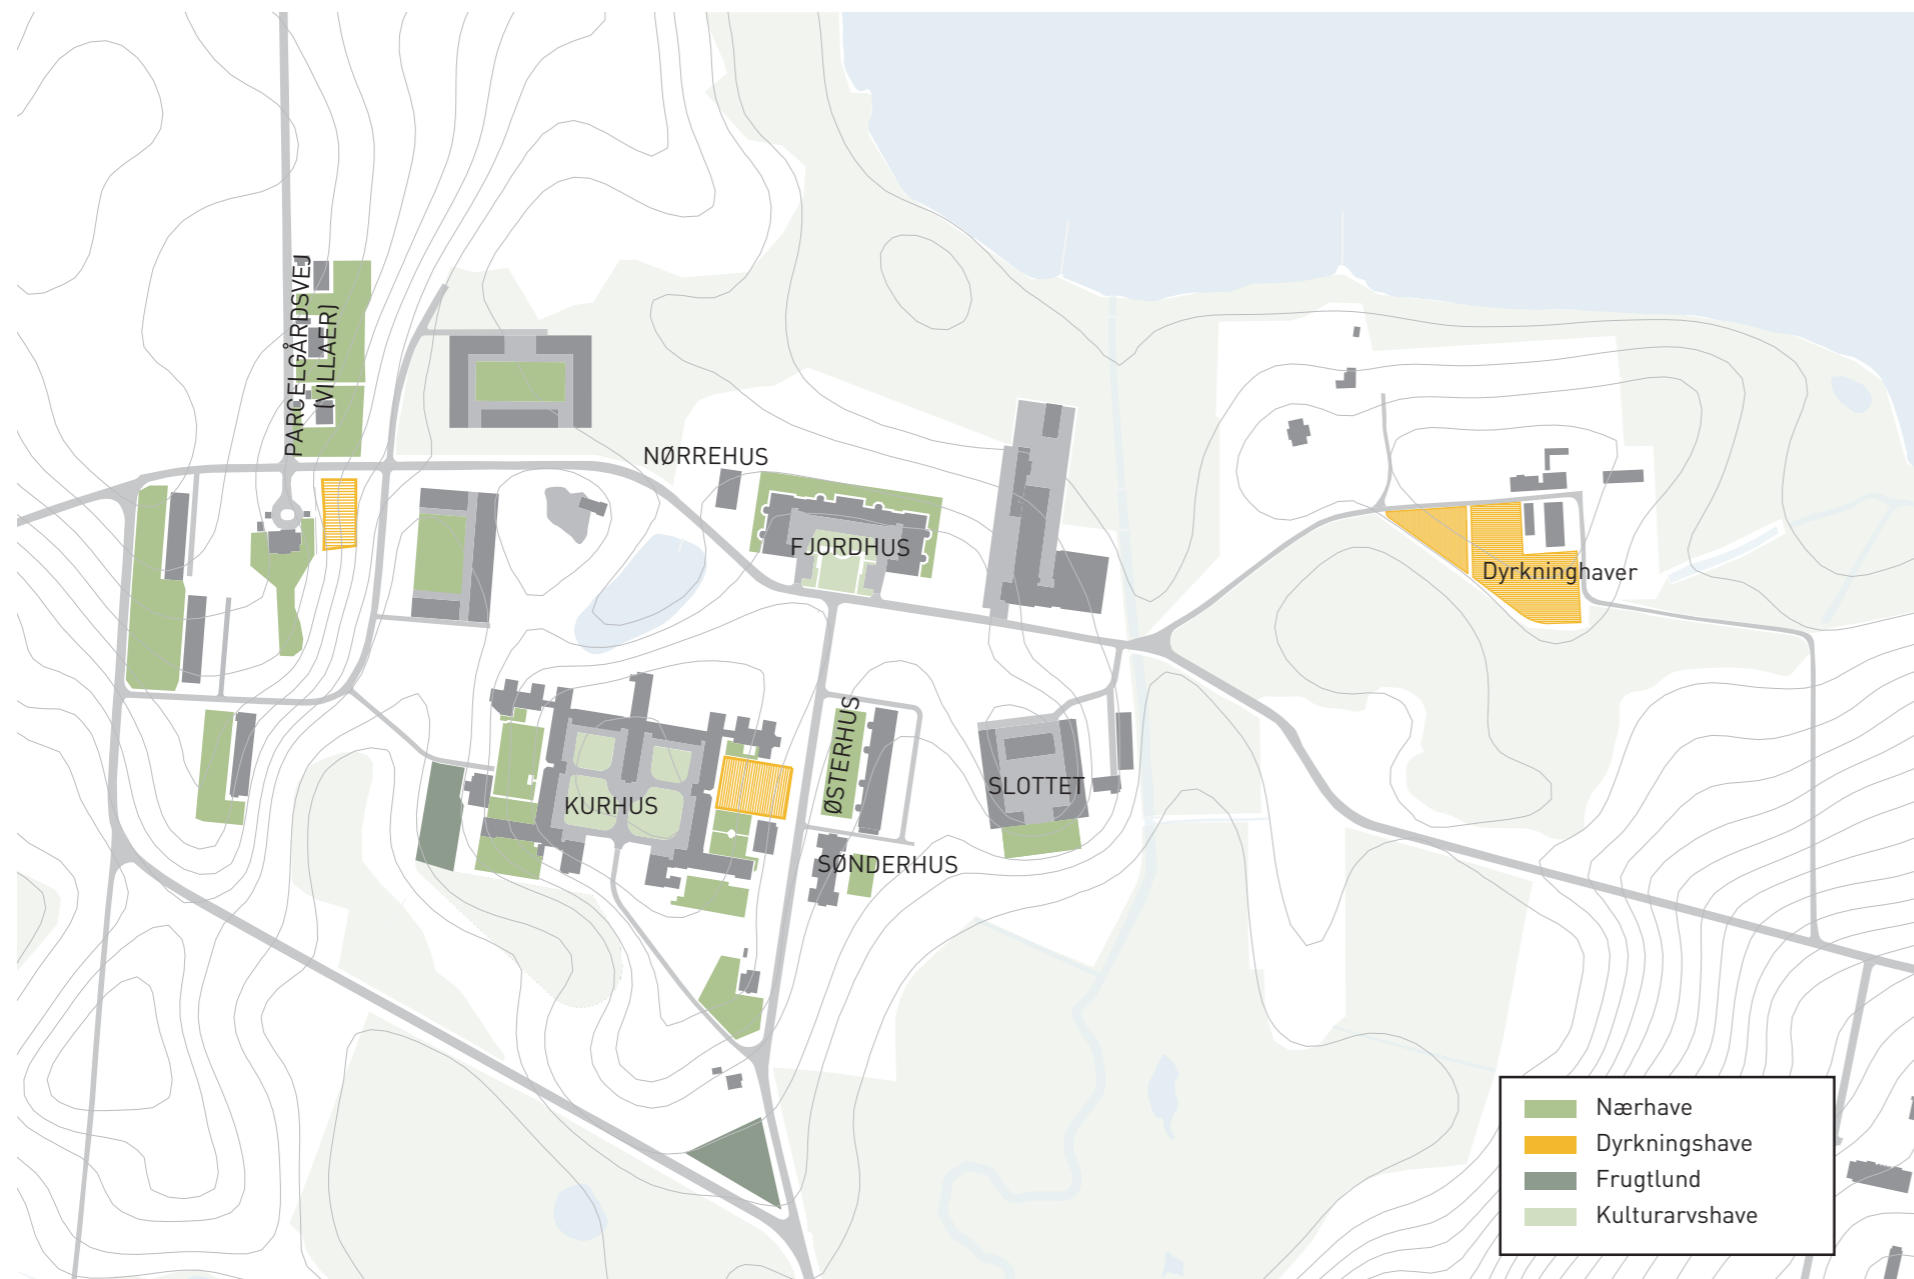 PARCELGÅRDSVEJ
(VILLAER)
NØRREHUS
FJORDHUS
Dyrkninghaver
ØSTERHUS
KURHUS
SLOTTET
SØNDERHUS
Nærhave
Dyrkningshave
Frugtlund
Kulturarvshave